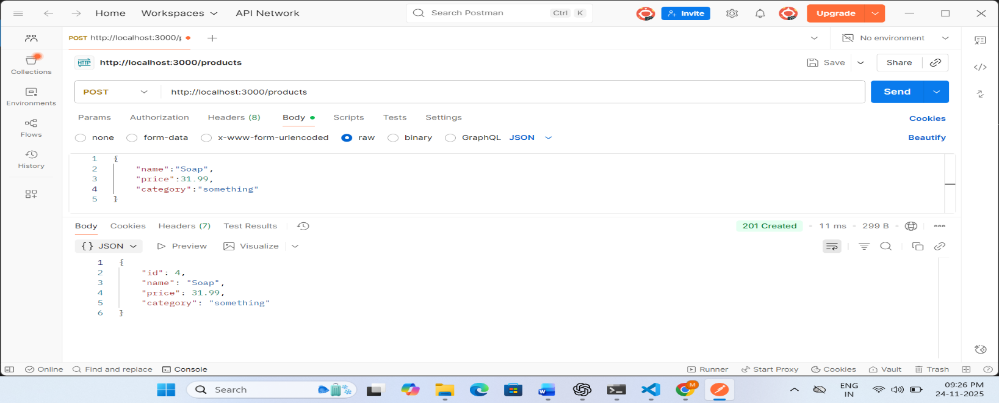 Home Workspaces API Network Search Postman Ctrl K Invite Upgrade
POST http://localhost:3000/p No environment
Collections
HTTP http://localhost:3000/products Save Share
POST http://localhost:3000/products Send
Environments
Params Authorization Headers (8) Body Scripts Tests Settings Cookies
Flows
none form-data x-www-form-urlencoded raw binary GraphQL JSON Beautify
History
1 {
2 "name":"Soap",
3 "price":31.99,
4 "category":"something"
5 }
Body Cookies Headers (7) Test Results 201 Created 11 ms 299 B
{} JSON Preview Visualize
1 {
2 "id": 4,
3 "name": "Soap",
4 "price": 31.99,
5 "category": "something"
6 }
Online Find and replace Console Runner Start Proxy Cookies Vault Trash
Search M ENG 09:26 PM
IN 24-11-2025